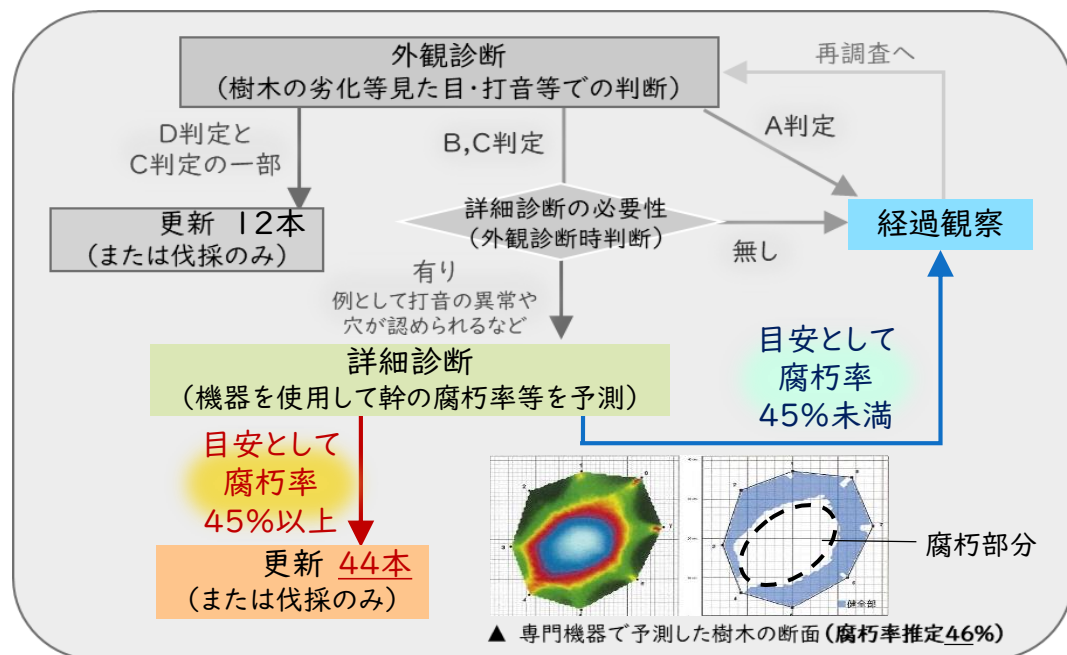 外観診断
(樹木の劣化等見た目・打音等での判断)
再調査へ
D判定と
C判定の一部
B,C判定
A判定
更新 12本
(または伐採のみ)
詳細診断の必要性
(外観診断時判断)
無し
経過観察
有り
例として打音の異常や
穴が認められるなど
詳細診断
(機器を使用して幹の腐朽率等を予測)
目安として
腐朽率
45%未満
目安として
腐朽率
45%以上
更新 44本
(または伐採のみ)
腐朽部分
健全部
▲ 専門機器で予測した樹木の断面(腐朽率推定46%)